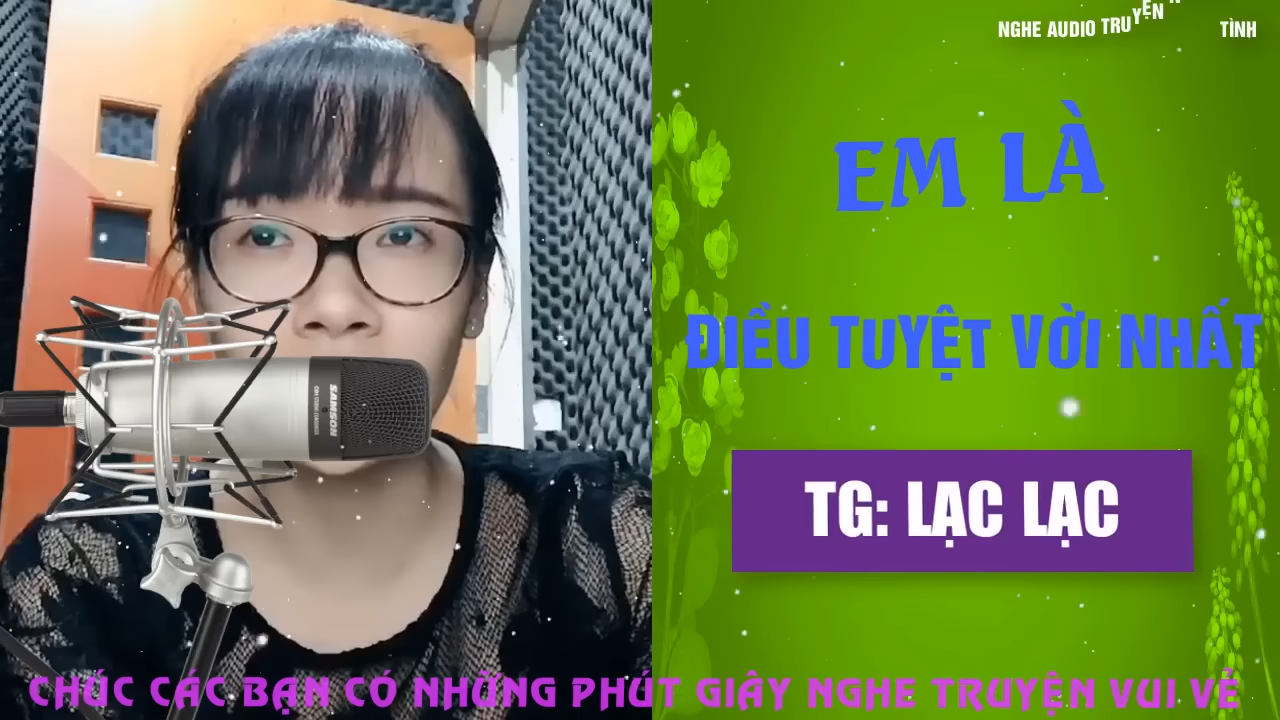 NGHE AUDIO TRUYỆN TÌNH
EM LÀ
ĐIỀU TUYỆT VỜI NHẤT
TG: LẠC LẠC
SAMSON
CHÚC CÁC BẠN CÓ NHỮNG PHÚT GIÂY NGHE TRUYỆN VUI VẺ